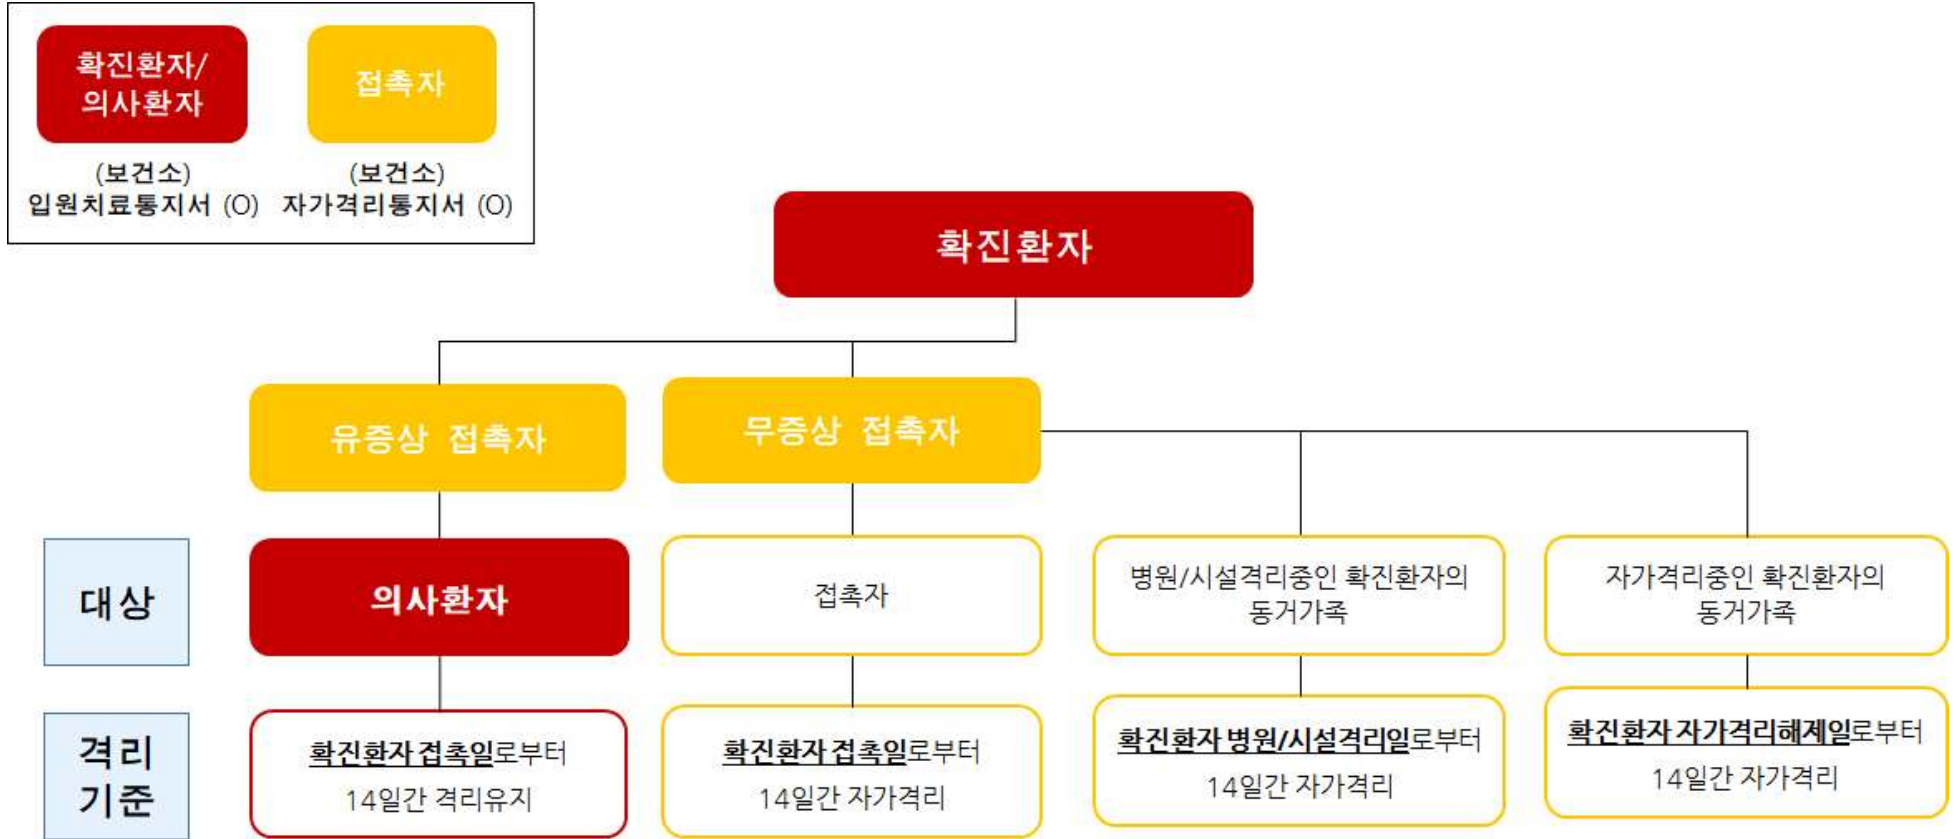 확진환자/
의사환자
접촉자
(보건소)
입원치료통지서 (O)
(보건소)
자가격리통지서 (O)
확진환자
유증상 접촉자
무증상 접촉자
대상
의사환자
접촉자
병원/시설격리중인 확진환자의
동거가족
자가격리중인 확진환자의
동거가족
격리
기준
확진환자 접촉일로부터
14일간 격리유지
확진환자 접촉일로부터
14일간 자가격리
확진환자 병원/시설격리일로부터
14일간 자가격리
확진환자 자가격리해제일로부터
14일간 자가격리